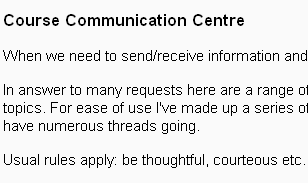 Course Communication Centre
When we need to send/receive information and
In answer to many requests here are a range of
topics. For ease of use I've made up a series of
have numerous threads going.
Usual rules apply: be thoughtful, courteous etc.